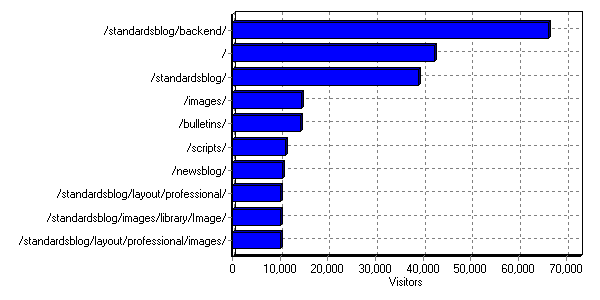 /standardsblog/backend/
/
/standardsblog/
/images/
/bulletins/
/scripts/
/newsblog/
/standardsblog/layout/professional/
/standardsblog/images/library/Image/
/standardsblog/layout/professional/images/
0 10,000 20,000 30,000 40,000 50,000 60,000 70,000
Visitors